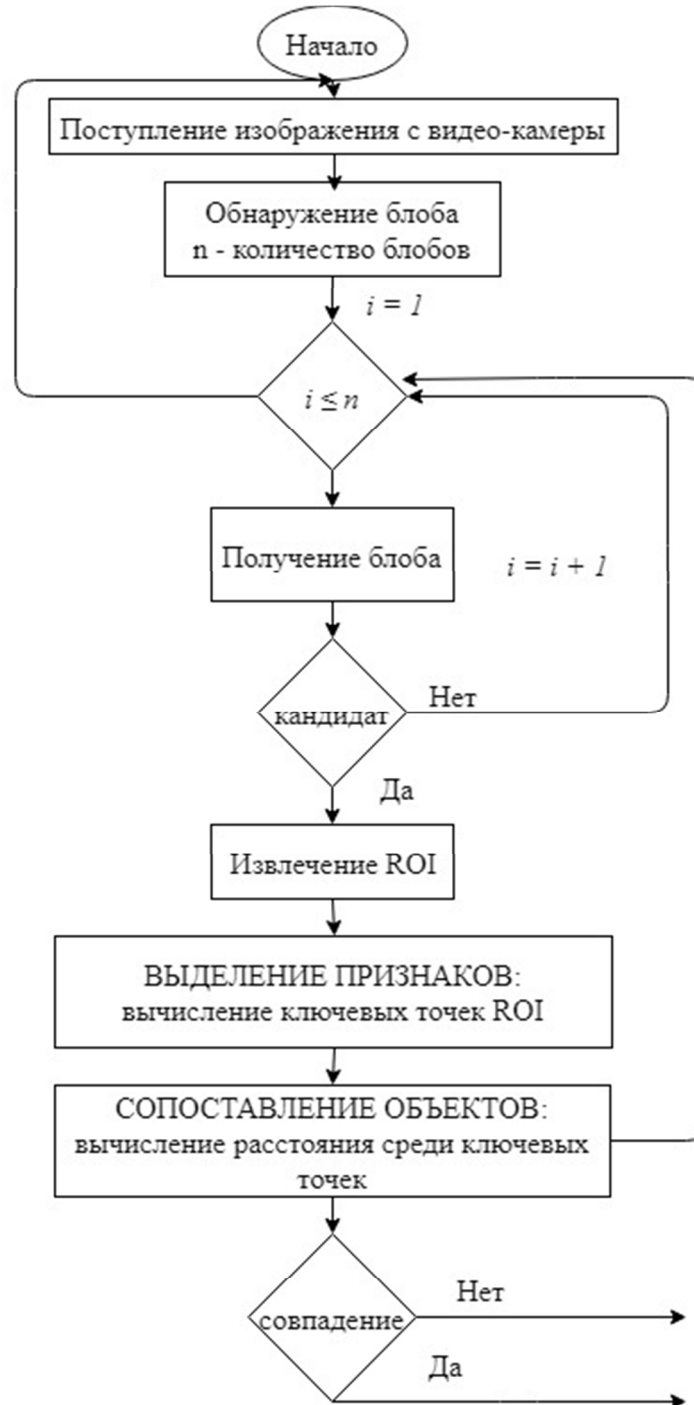 Начало
Поступление изображения с видео-камеры
Обнаружение блоба
n - количество блобов
i = 1
i ≤ n
Получение блоба
i = i + 1
кандидат
Нет
Да
Извлечение ROI
ВЫДЕЛЕНИЕ ПРИЗНАКОВ:
вычисление ключевых точек ROI
СОПОСТАВЛЕНИЕ ОБЪЕКТОВ:
вычисление расстояния среди ключевых
точек
Нет
совпадение
Да